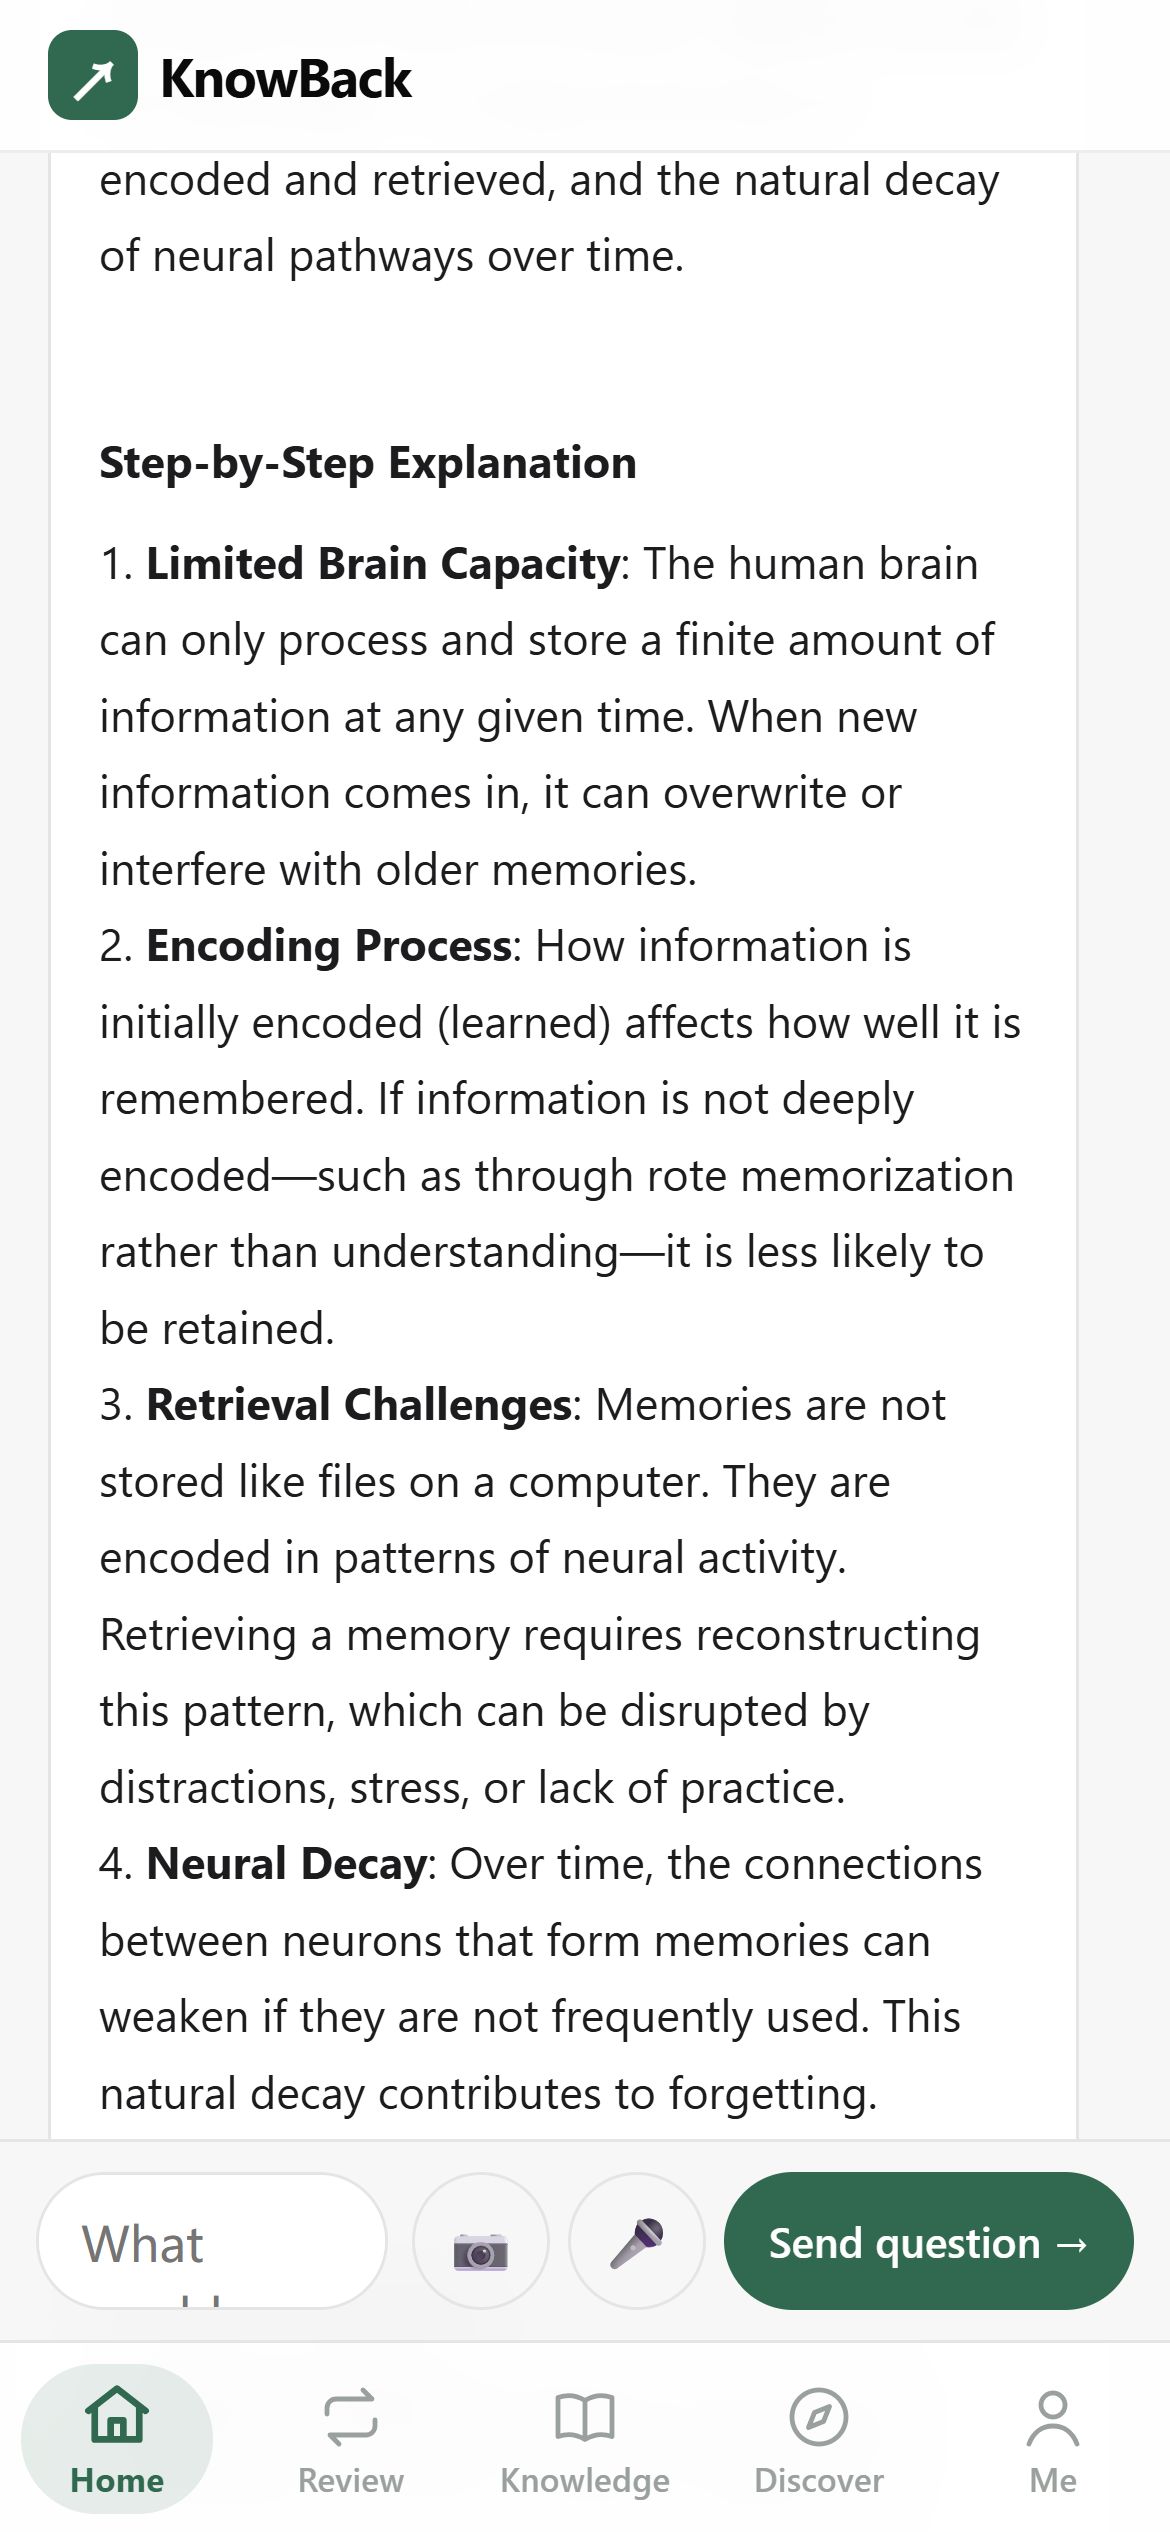 KnowBack
encoded and retrieved, and the natural decay
of neural pathways over time.
Step-by-Step Explanation
1. Limited Brain Capacity: The human brain
can only process and store a finite amount of
information at any given time. When new
information comes in, it can overwrite or
interfere with older memories.
2. Encoding Process: How information is
initially encoded (learned) affects how well it is
remembered. If information is not deeply
encoded—such as through rote memorization
rather than understanding—it is less likely to
be retained.
3. Retrieval Challenges: Memories are not
stored like files on a computer. They are
encoded in patterns of neural activity.
Retrieving a memory requires reconstructing
this pattern, which can be disrupted by
distractions, stress, or lack of practice.
4. Neural Decay: Over time, the connections
between neurons that form memories can
weaken if they are not frequently used. This
natural decay contributes to forgetting.
What
Send question →
Home
Review
Knowledge
Discover
Me